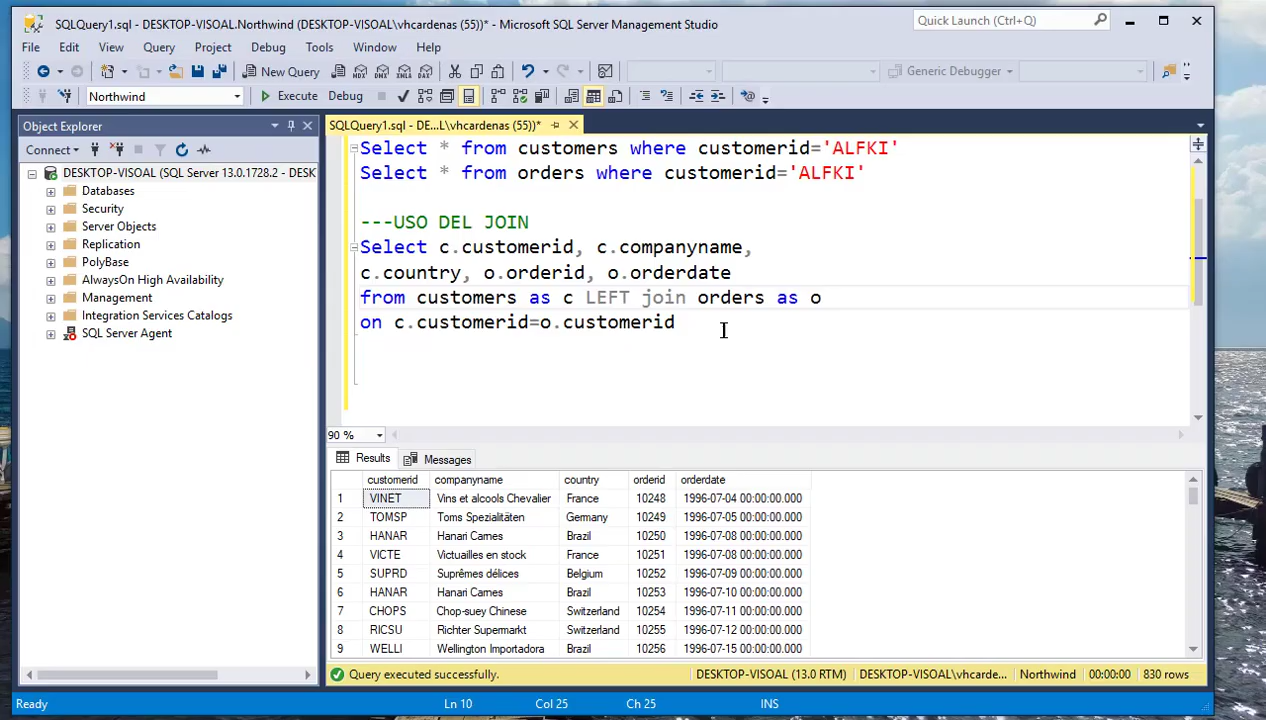 SQLQuery1.sql - DESKTOP-VISOAL.Northwind (DESKTOP-VISOAL\vhcardenas (55))* - Microsoft SQL Server Management Studio
Quick Launch (Ctrl+Q)
File Edit View Query Project Debug Tools Window Help
New Query MDX DMX XMLA DAX Generic Debugger
Northwind Execute Debug
Object Explorer
Connect
DESKTOP-VISOAL (SQL Server 13.0.1728.2 - DESKT
Databases
Security
Server Objects
Replication
PolyBase
AlwaysOn High Availability
Management
Integration Services Catalogs
SQL Server Agent
SQLQuery1.sql - DE...L\vhcardenas (55))*
Select * from customers where customerid='ALFKI'
Select * from orders where customerid='ALFKI'
---USO DEL JOIN
Select c.customerid, c.companyname,
c.country, o.orderid, o.orderdate
from customers as c LEFT join orders as o
on c.customerid=o.customerid
90 %
Results Messages
customerid companyname country orderid orderdate
1 VINET Vins et alcools Chevalier France 10248 1996-07-04 00:00:00.000
2 TOMSP Toms Spezialitäten Germany 10249 1996-07-05 00:00:00.000
3 HANAR Hanari Carnes Brazil 10250 1996-07-08 00:00:00.000
4 VICTE Victuailles en stock France 10251 1996-07-08 00:00:00.000
5 SUPRD Suprêmes délices Belgium 10252 1996-07-09 00:00:00.000
6 HANAR Hanari Carnes Brazil 10253 1996-07-10 00:00:00.000
7 CHOPS Chop-suey Chinese Switzerland 10254 1996-07-11 00:00:00.000
8 RICSU Richter Supermarkt Switzerland 10255 1996-07-12 00:00:00.000
9 WELLI Wellington Importadora Brazil 10256 1996-07-15 00:00:00.000
Query executed successfully. DESKTOP-VISOAL (13.0 RTM) DESKTOP-VISOAL\vhcarde... Northwind 00:00:00 830 rows
Ready Ln 10 Col 25 Ch 25 INS